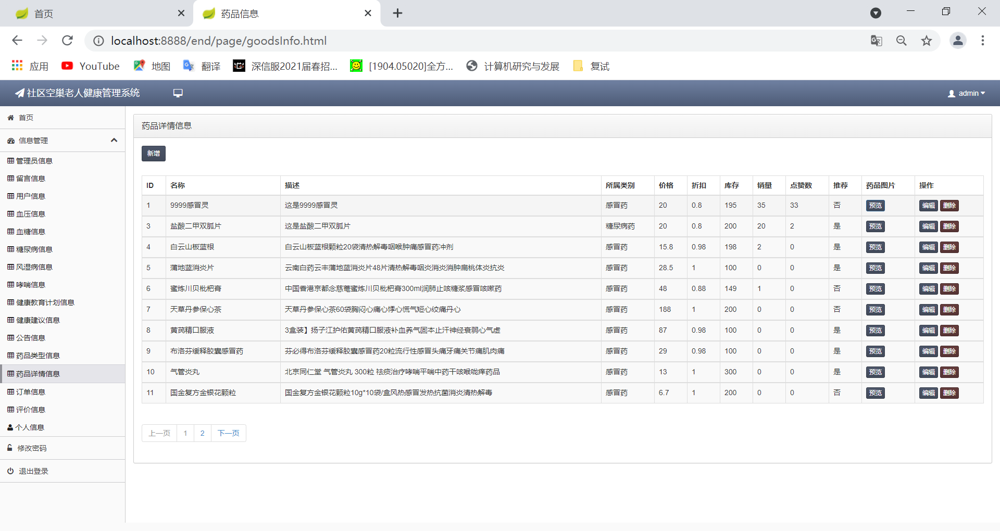 首页
药品信息
localhost:8888/end/page/goodsInfo.html
应用 YouTube 地图 翻译 深信服2021届春招... [1904.05020]全方... 计算机研究与发展 复试
社区空巢老人健康管理系统
admin
首页
信息管理
管理员信息
留言信息
用户信息
血压信息
血糖信息
糖尿病信息
风湿病信息
哮喘信息
健康教育计划信息
健康建议信息
公告信息
药品类型信息
药品详情信息
订单信息
评价信息
个人信息
修改密码
退出登录
药品详情信息
新增
ID 名称 描述 所属类别 价格 折扣 库存 销量 点赞数 推荐 药品图片 操作
1 9999感冒灵 这是9999感冒灵 感冒药 20 0.8 195 35 33 否 预览 编辑 删除
3 盐酸二甲双胍片 这是盐酸二甲双胍片 糖尿病药 20 0.8 200 20 2 是 预览 编辑 删除
4 白云山板蓝根 白云山板蓝根颗粒20袋清热解毒咽喉肿痛感冒药冲剂 感冒药 15.8 0.98 198 2 0 是 预览 编辑 删除
5 蒲地蓝消炎片 云南白药云丰蒲地蓝消炎片48片清热解毒咽炎消炎消肿扁桃体炎抗炎 感冒药 28.5 1 100 0 0 是 预览 编辑 删除
6 蜜炼川贝枇杷膏 中国香港京都念慈菴蜜炼川贝枇杷膏300ml润肺止咳糖浆感冒咳嗽药 感冒药 48 0.88 149 1 0 否 预览 编辑 删除
7 天草丹参保心茶 天草丹参保心茶60袋胸闷心痛心悸心慌气短心绞痛丹心 感冒药 188 1 200 0 0 否 预览 编辑 删除
8 黄芪精口服液 3盒装】扬子江护佑黄芪精口服液补血养气固本止汗神经衰弱心气虚 感冒药 87 0.98 100 0 0 是 预览 编辑 删除
9 布洛芬缓释胶囊感冒药 芬必得布洛芬缓释胶囊感冒药20粒流行性感冒头痛牙痛关节痛肌肉痛 感冒药 29 0.98 100 0 0 是 预览 编辑 删除
10 气管炎丸 北京同仁堂 气管炎丸 300粒 祛痰治疗哮喘平喘中药干咳喉咙痒药品 感冒药 13 1 300 0 0 是 预览 编辑 删除
11 国金复方金银花颗粒 国金复方金银花颗粒10g*10袋/盒风热感冒发热抗菌消炎清热解毒 感冒药 6.7 1 200 0 0 否 预览 编辑 删除
上一页 1 2 下一页